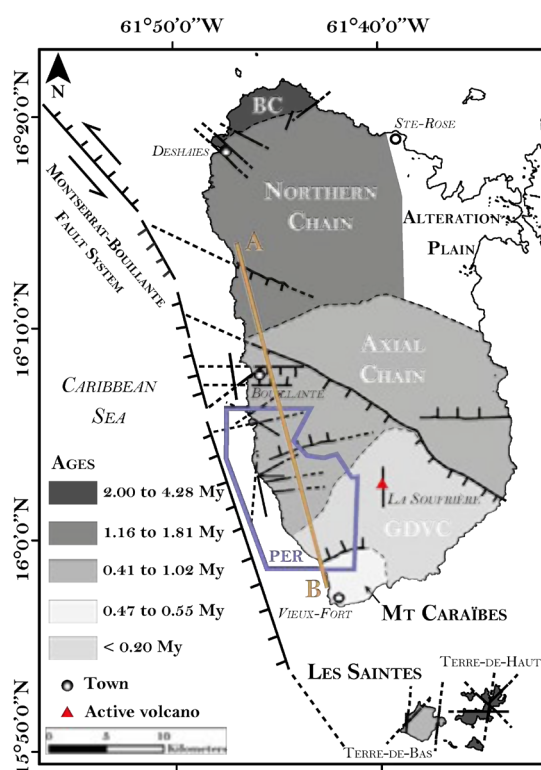 61°50'0"W
61°40'0"W
N
16°20'0"N
BC
STE-ROSE
DESHAIES
NORTHERN
CHAIN
MONTSERRAT-BOUILLANTE
FAULT SYSTEM
ALTERATION
PLAIN
A
16°10'0"N
AXIAL
CHAIN
CARIBBEAN
SEA
BOUILLANTE
AGES
2.00 to 4.28 My
1.16 to 1.81 My
0.41 to 1.02 My
0.47 to 0.55 My
< 0.20 My
LA SOUFRIÈRE
GDVC
16°0'0"N
PER
B
VIEUX-FORT
MT CARAÏBES
Town
Active volcano
LES SAINTES
TERRE-DE-HAUT
TERRE-DE-BAS
0 5 10
Kilometers
15°50'0"N